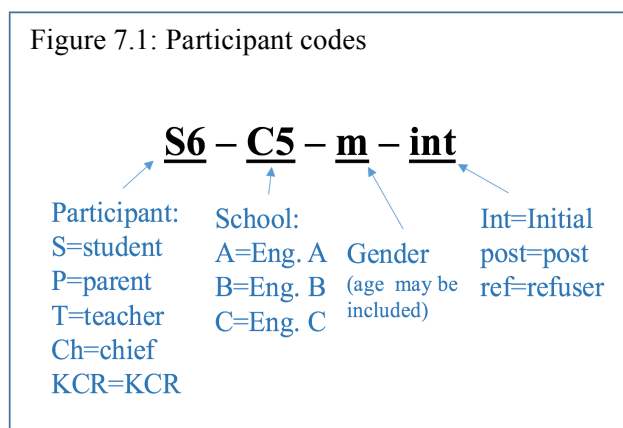 Figure 7.1: Participant codes
S6 – C5 – m – int
Participant:
S=student
P=parent
T=teacher
Ch=chief
KCR=KCR
School:
A=Eng. A
B=Eng. B
C=Eng. C
Gender
(age may be
included)
Int=Initial
post=post
ref=refuser